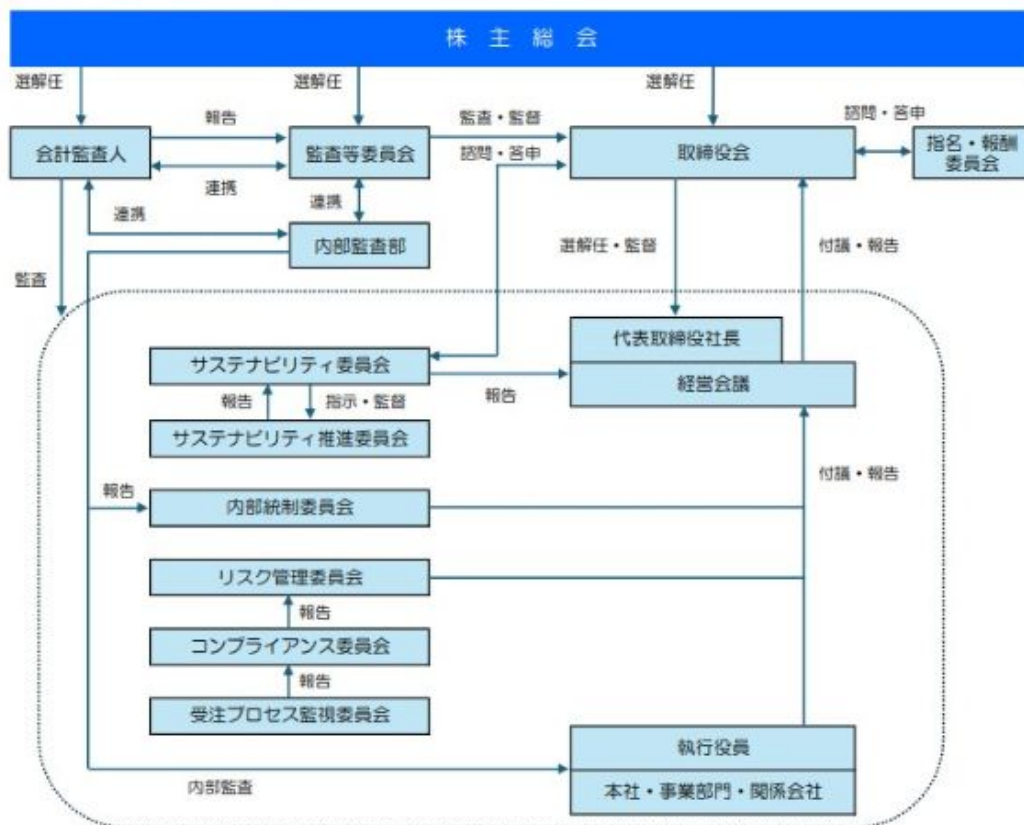 株主総会
選解任
選解任
選解任
報告
監査・監督
諮問・答申
会計監査人
監査等委員会
諮問・答申
取締役会
指名・報酬
委員会
連携
連携
連携
内部監査部
選解任・監督
付議・報告
監査
代表取締役社長
サステナビリティ委員会
経営会議
報告
報告
指示・監督
サステナビリティ推進委員会
付議・報告
報告
内部統制委員会
リスク管理委員会
報告
コンプライアンス委員会
報告
受注プロセス監視委員会
執行役員
内部監査
本社・事業部門・関係会社